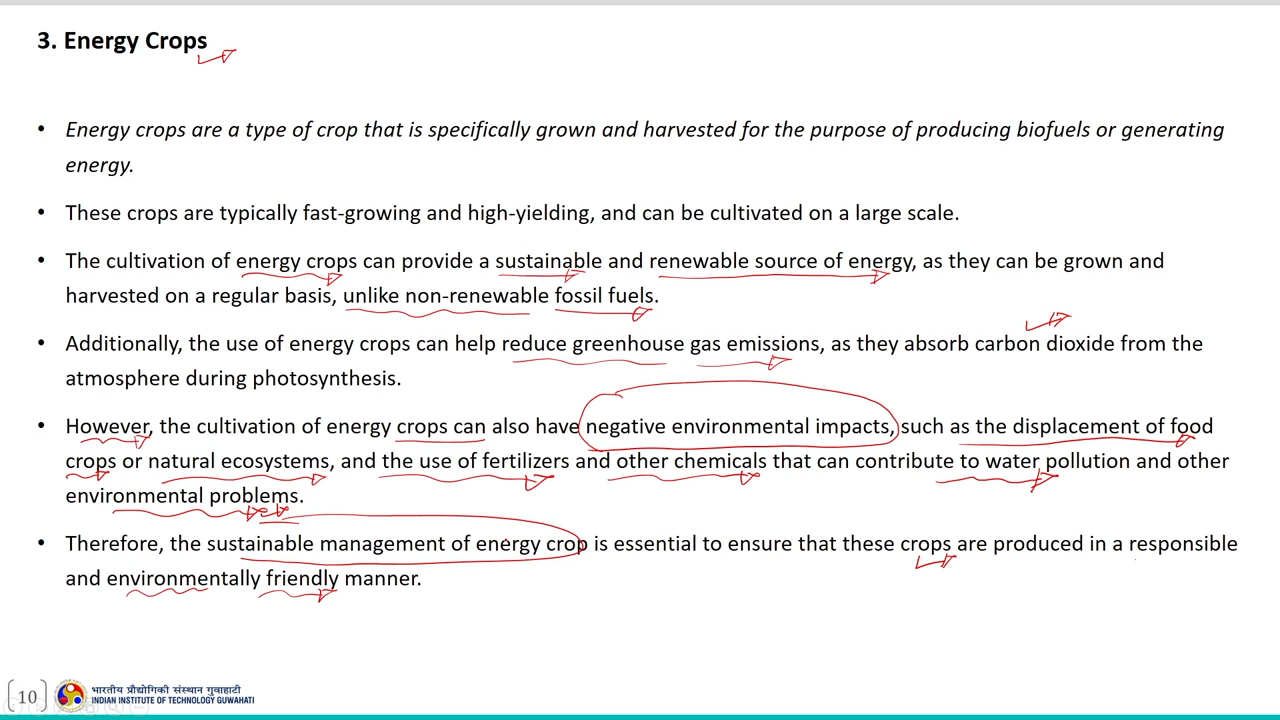 3. Energy Crops
• Energy crops are a type of crop that is specifically grown and harvested for the purpose of producing biofuels or generating
energy.
• These crops are typically fast-growing and high-yielding, and can be cultivated on a large scale.
• The cultivation of energy crops can provide a sustainable and renewable source of energy, as they can be grown and
harvested on a regular basis, unlike non-renewable fossil fuels.
• Additionally, the use of energy crops can help reduce greenhouse gas emissions, as they absorb carbon dioxide from the
atmosphere during photosynthesis.
• However, the cultivation of energy crops can also have negative environmental impacts, such as the displacement of food
crops or natural ecosystems, and the use of fertilizers and other chemicals that can contribute to water pollution and other
environmental problems.
• Therefore, the sustainable management of energy crop is essential to ensure that these crops are produced in a responsible
and environmentally friendly manner.
10
भारतीय प्रौद्योगिकी संस्थान गुवाहाटी
INDIAN INSTITUTE OF TECHNOLOGY GUWAHATI